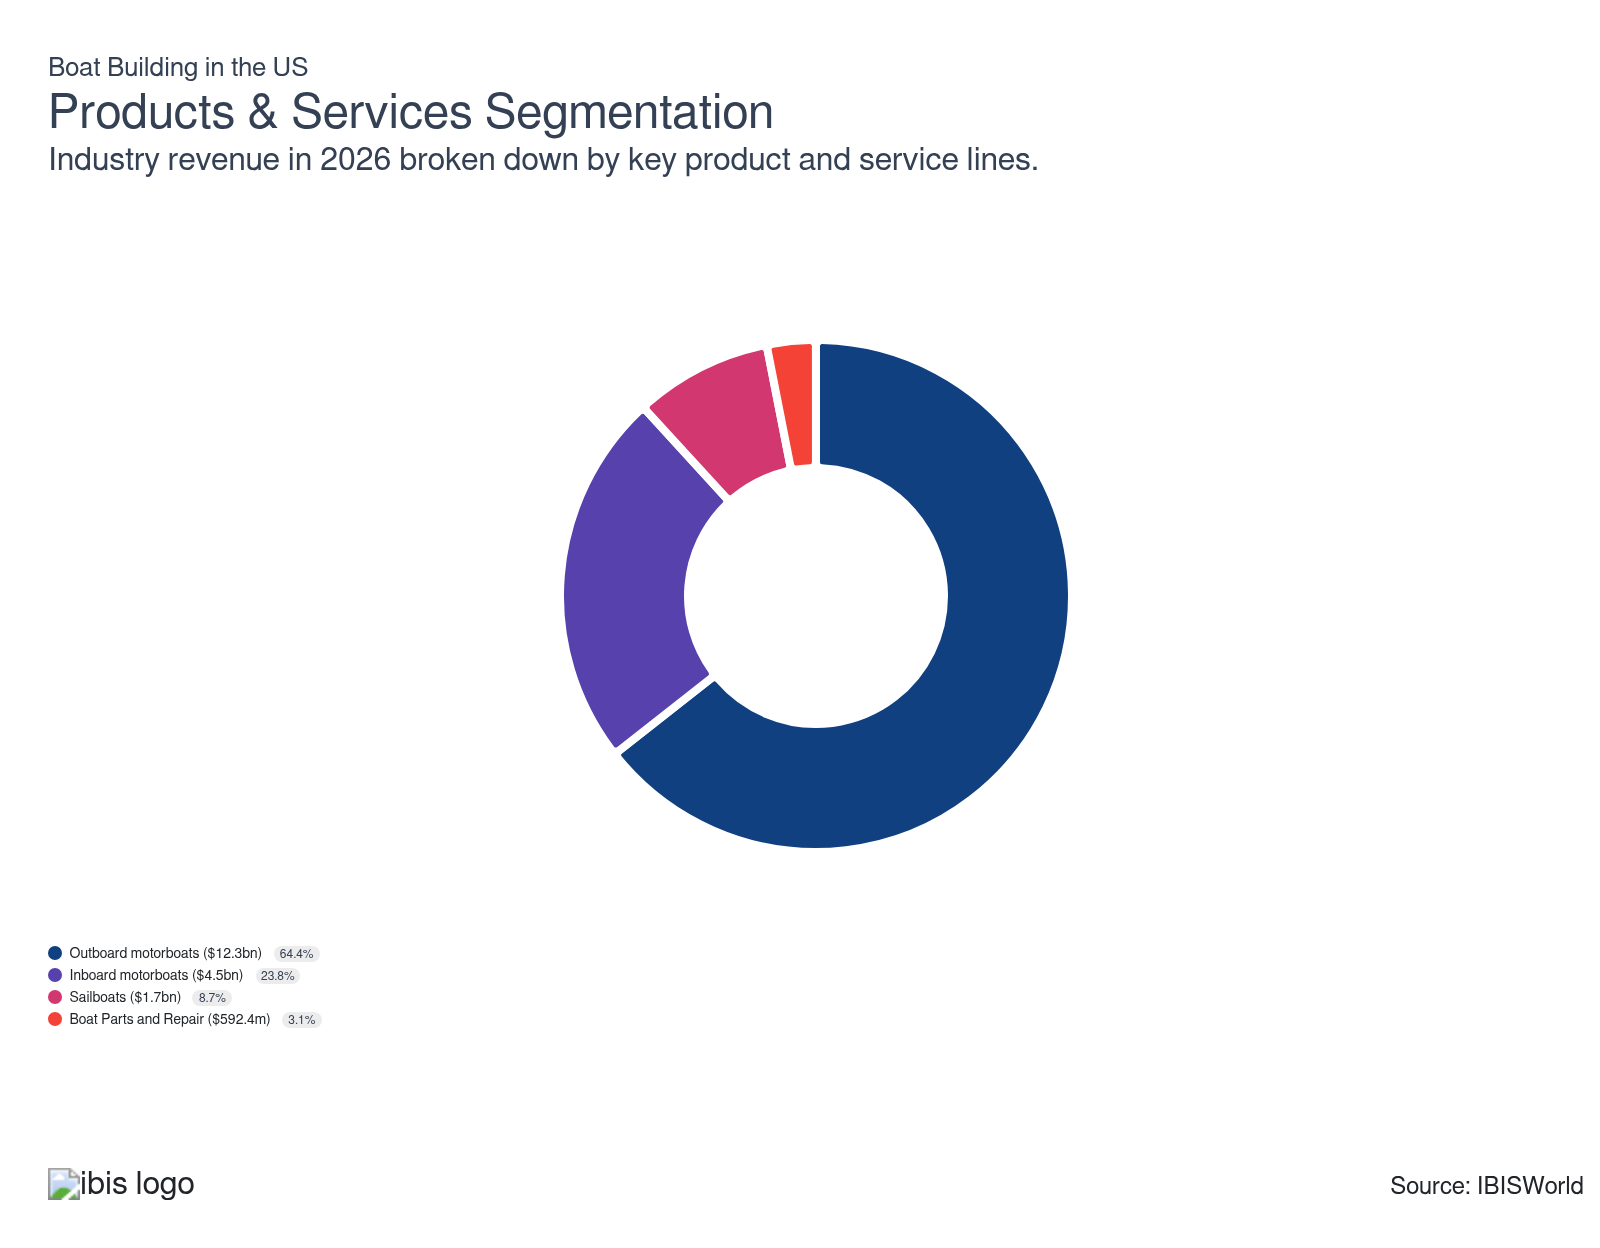 Boat Building in the US
Products & Services Segmentation
Industry revenue in 2026 broken down by key product and service lines.
Outboard motorboats ($12.3bn) 64.4%
Inboard motorboats ($4.5bn) 23.8%
Sailboats ($1.7bn) 8.7%
Boat Parts and Repair ($592.4m) 3.1%
ibis logo
Source: IBISWorld